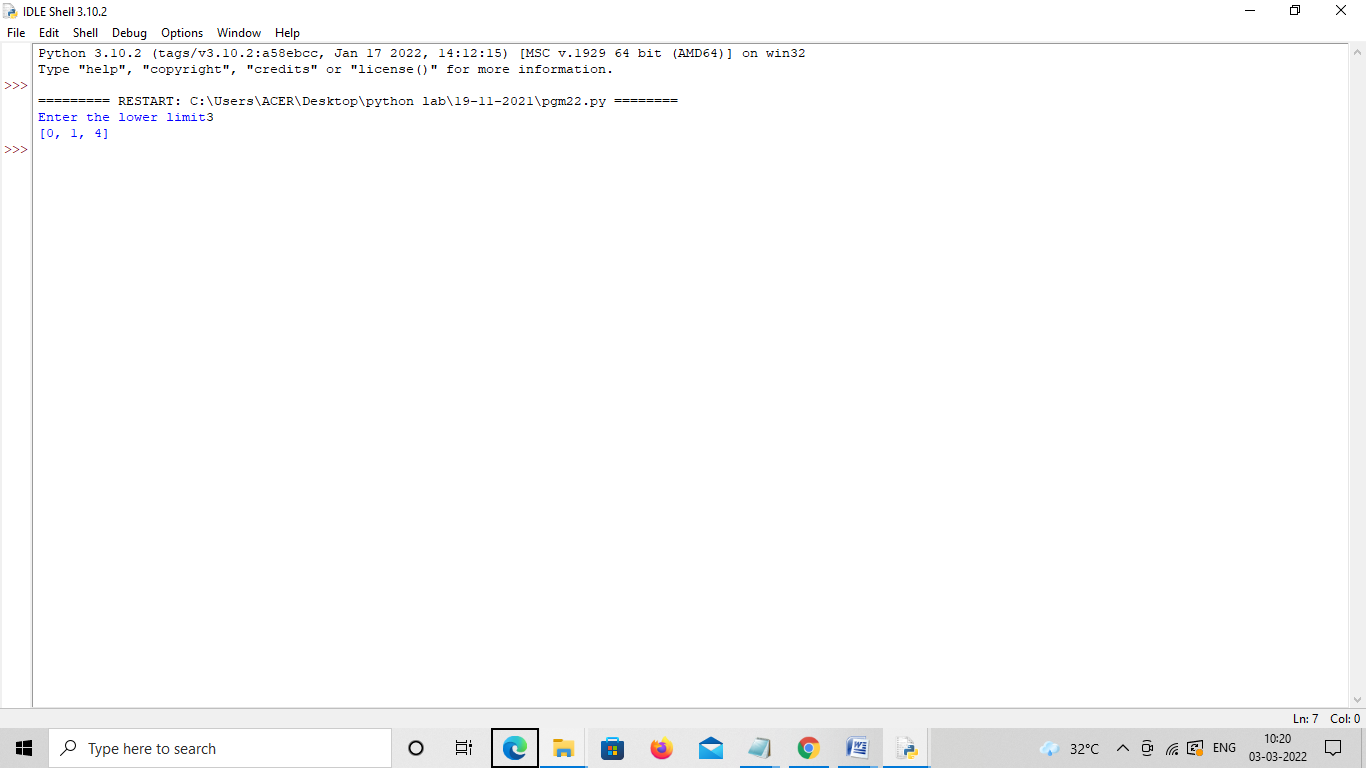 IDLE Shell 3.10.2
File Edit Shell Debug Options Window Help
Python 3.10.2 (tags/v3.10.2:a58ebcc, Jan 17 2022, 14:12:15) [MSC v.1929 64 bit (AMD64)] on win32
Type "help", "copyright", "credits" or "license()" for more information.
>>>
========= RESTART: C:\Users\ACER\Desktop\python lab\19-11-2021\pgm22.py ========
Enter the lower limit3
[0, 1, 4]
>>>
Ln: 7 Col: 0
Type here to search
32°C
ENG
10:20
03-03-2022